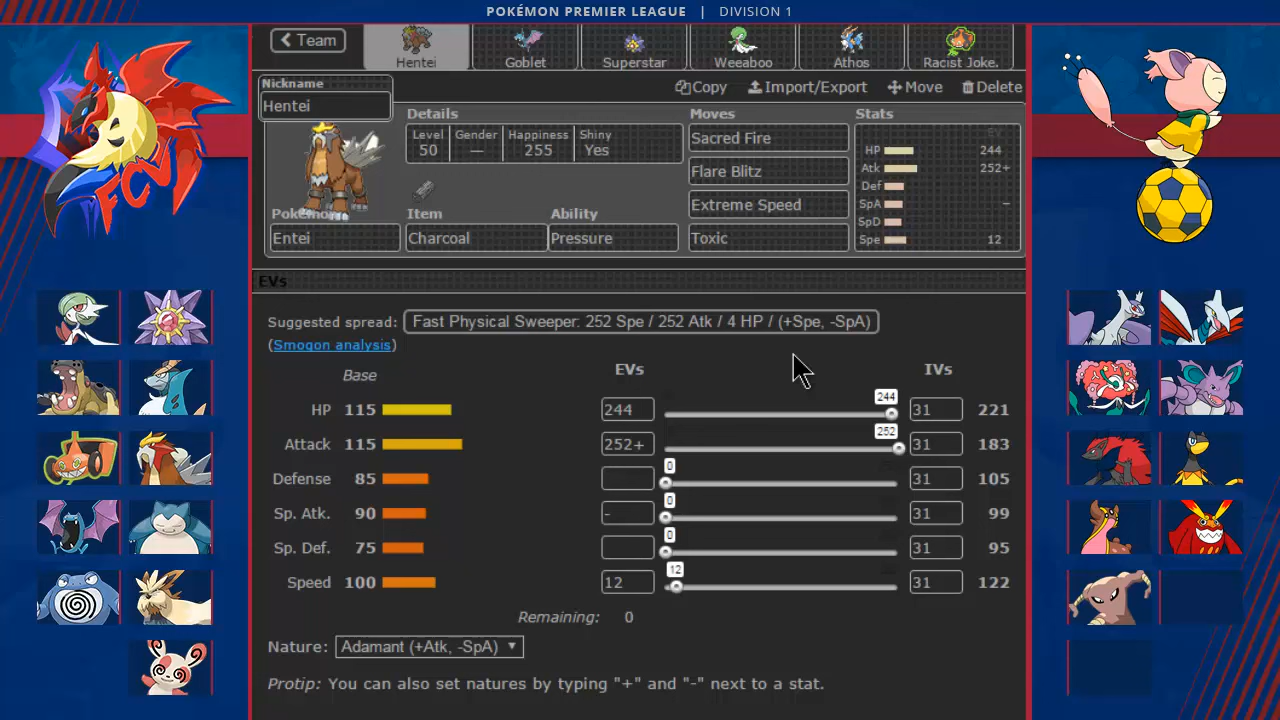 POKÉMON PREMIER LEAGUE | DIVISION 1
Team
Hentei
Goblet
Superstar
Weeaboo
Athos
Racist Joke.
Copy
Import/Export
Move
Delete
Nickname
Hentei
Details
Level
50
Gender
—
Happiness
255
Shiny
Yes
Pokémon
Entei
Item
Charcoal
Ability
Pressure
Moves
Sacred Fire
Flare Blitz
Extreme Speed
Toxic
Stats
EV
HP 244
Atk 252+
Def
SpA –
SpD
Spe 12
EVs
Suggested spread: Fast Physical Sweeper: 252 Spe / 252 Atk / 4 HP / (+Spe, -SpA)
(Smogon analysis)
Base EVs IVs
HP 115 244 244 31 221
Attack 115 252+ 252 31 183
Defense 85 0 31 105
Sp. Atk. 90 - 0 31 99
Sp. Def. 75 0 31 95
Speed 100 12 12 31 122
Remaining: 0
Nature: Adamant (+Atk, -SpA)
Protip: You can also set natures by typing "+" and "-" next to a stat.
FCV